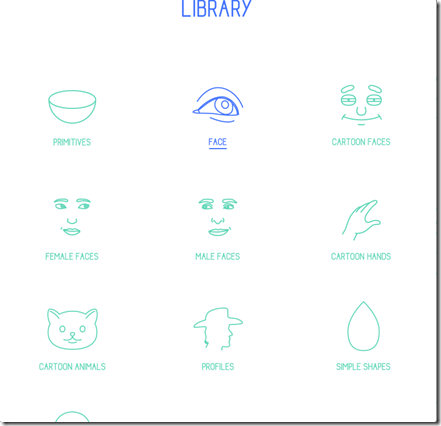 LIBRARY
PRIMITIVES
FACE
CARTOON FACES
FEMALE FACES
MALE FACES
CARTOON HANDS
CARTOON ANIMALS
PROFILES
SIMPLE SHAPES